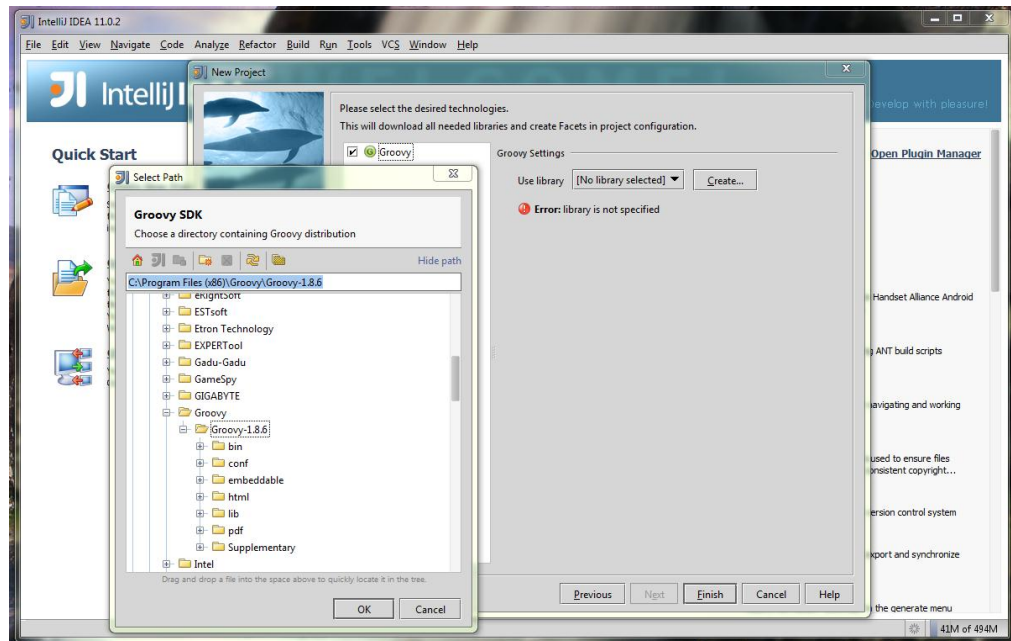 IntelliJ IDEA 11.0.2
File Edit View Navigate Code Analyze Refactor Build Run Tools VCS Window Help
New Project
IntelliJ I
Develop with pleasure!
Please select the desired technologies.
This will download all needed libraries and create Facets in project configuration.
Groovy
Groovy Settings
Use library [No library selected] Create...
Error: library is not specified
Quick Start
Open Plugin Manager
Select Path
Groovy SDK
Choose a directory containing Groovy distribution
Hide path
C:\Program Files (x86)\Groovy\Groovy-1.8.6
eRightSoft
ESTsoft
Etron Technology
EXPERTool
Gadu-Gadu
GameSpy
GIGABYTE
Groovy
Groovy-1.8.6
bin
conf
embeddable
html
lib
pdf
Supplementary
Intel
Drag and drop a file into the space above to quickly locate it in the tree.
OK Cancel
Handset Alliance Android
ANT build scripts
navigating and working
used to ensure files
consistent copyright...
version control system
export and synchronize
the generate menu
Previous Next Finish Cancel Help
41M of 494M